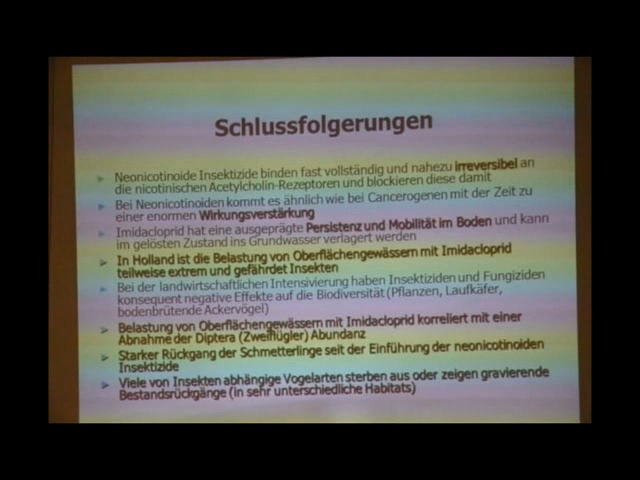 Schlussfolgerungen
Neonicotinoide Insektizide binden fast vollständig und nahezu irreversibel an
die nicotinischen Acetylcholin-Rezeptoren und blockieren diese damit
Bei Neonicotinoiden kommt es ähnlich wie bei Cancerogenen mit der Zeit zu
einer enormen Wirkungsverstärkung
Imidacloprid hat eine ausgeprägte Persistenz und Mobilität im Boden und kann
im gelösten Zustand ins Grundwasser verlagert werden
In Holland ist die Belastung von Oberflächengewässern mit Imidacloprid
teilweise extrem und gefährdet Insekten
Bei der landwirtschaftlichen Intensivierung haben Insektiziden und Fungiziden
konsequent negative Effekte auf die Biodiversität (Pflanzen, Laufkäfer,
bodenbrütende Ackervögel)
Belastung von Oberflächengewässern mit Imidacloprid korreliert mit einer
Abnahme der Diptera (Zweiflügler) Abundanz
Starker Rückgang der Schmetterlinge seit der Einführung der neonicotinoiden
Insektizide
Viele von Insekten abhängige Vogelarten sterben aus oder zeigen gravierende
Bestandsrückgänge (in sehr unterschiedliche Habitats)